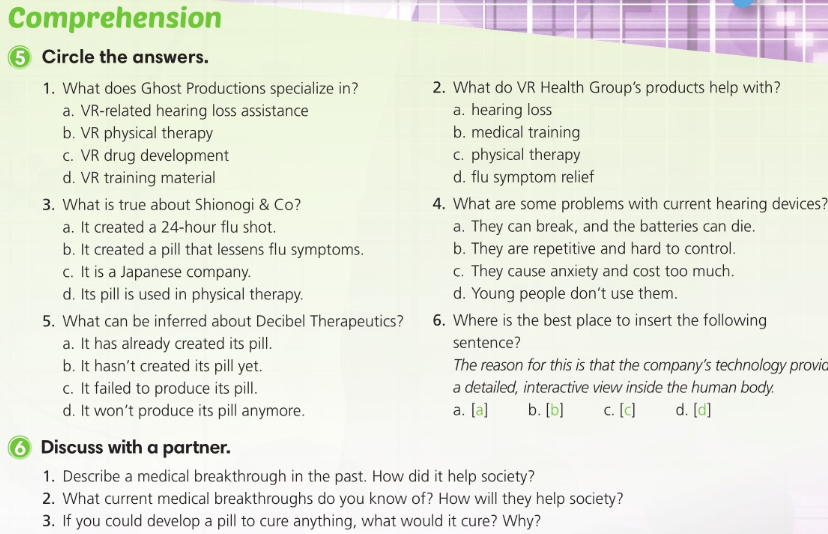 Comprehension
5 Circle the answers.
1. What does Ghost Productions specialize in?
a. VR-related hearing loss assistance
b. VR physical therapy
c. VR drug development
d. VR training material
2. What do VR Health Group's products help with?
a. hearing loss
b. medical training
c. physical therapy
d. flu symptom relief
3. What is true about Shionogi & Co?
a. It created a 24-hour flu shot.
b. It created a pill that lessens flu symptoms.
c. It is a Japanese company.
d. Its pill is used in physical therapy.
4. What are some problems with current hearing devices?
a. They can break, and the batteries can die.
b. They are repetitive and hard to control.
c. They cause anxiety and cost too much.
d. Young people don't use them.
5. What can be inferred about Decibel Therapeutics?
a. It has already created its pill.
b. It hasn't created its pill yet.
c. It failed to produce its pill.
d. It won't produce its pill anymore.
6. Where is the best place to insert the following
sentence?
The reason for this is that the company's technology
a detailed, interactive view inside the human body.
a. [a] b. [b] c. [c] d. [d]
6 Discuss with a partner.
1. Describe a medical breakthrough in the past. How did it help society?
2. What current medical breakthroughs do you know of? How will they help society?
3. If you could develop a pill to cure anything, what would it cure? Why?